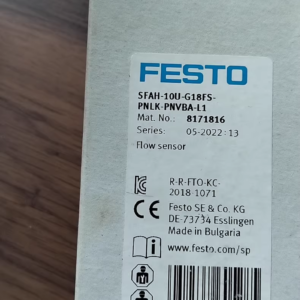 FESTO
SFAH-10U-G18FS-
PNLK-PNVBA-L1
Mat. No.: 8171816
Series: 05-2022:13
Flow sensor
R-R-FTO-KC-
2018-1071
CE Festo SE & Co. KG
DE-73734 Esslingen
Made in Bulgaria
www.festo.com/sp